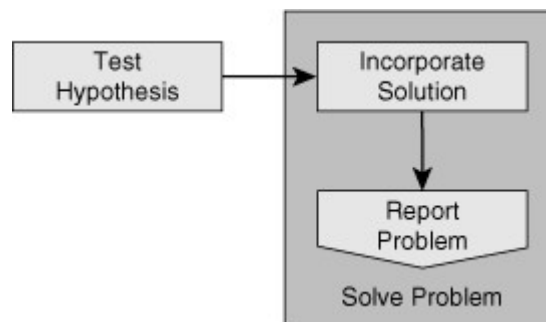 Test
Hypothesis
Incorporate
Solution
Report
Problem
Solve Problem